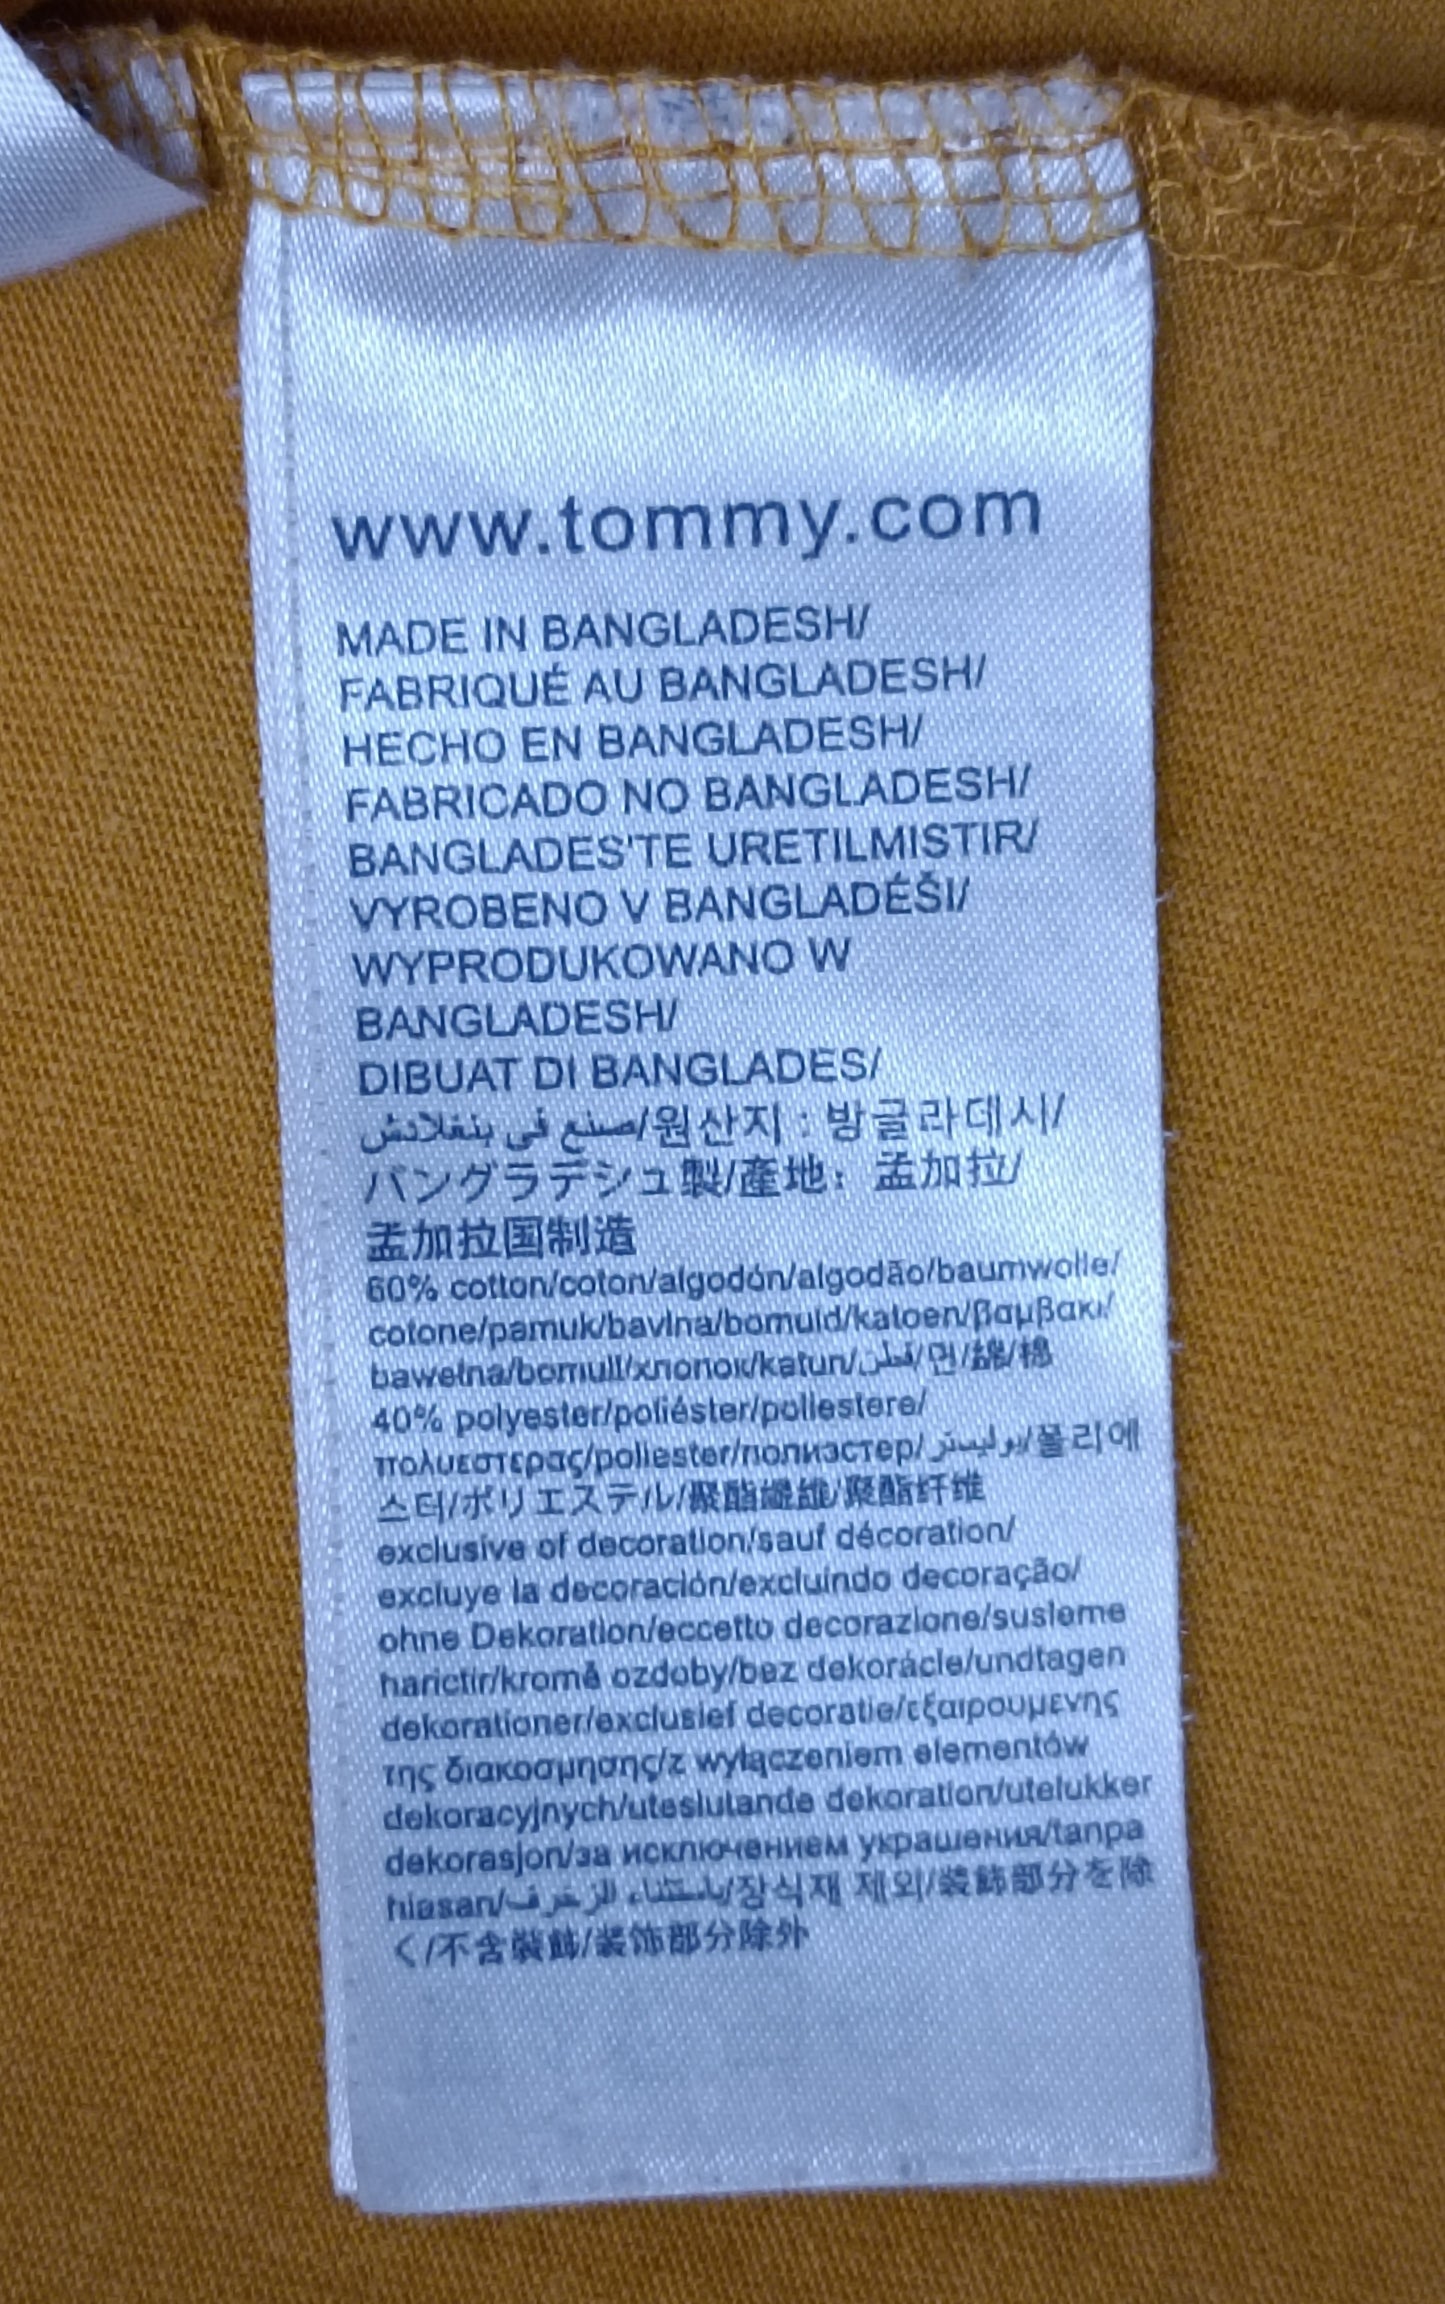 www.tommy.com
MADE IN BANGLADESH/
FABRIQUÉ AU BANGLADESH/
HECHO EN BANGLADESH/
FABRICADO NO BANGLADESH/
BANGLADES'TE URETILMISTIR/
VYROBENO V BANGLADÉŠI/
WYPRODUKOWANO W
BANGLADESH/
DIBUAT DI BANGLADES/
صنع في بنغلادش/원산지 : 방글라데시/
バングラデシュ製/產地：孟加拉/
孟加拉国制造
60% cotton/coton/algodón/algodão/baumwolle/
cotone/pamuk/bavlna/bomuld/katoen/βαμβακι/
bawełna/bomull/хлопок/katun/قطن/면/綿/棉
40% polyester/poliéster/poliestere/
πολυεστερας/poliester/полиэстер/بوليستر/폴리에
스터/ポリエステル/聚酯纖維/聚酯纤维
exclusive of decoration/sauf décoration/
excluye la decoración/excluindo decoração/
ohne Dekoration/eccetto decorazione/susleme
harictir/kromě ozdoby/bez dekorácie/undtagen
dekorationer/exclusief decoratie/εξαιρουμενης
της διακοσμησης/z wyłączeniem elementów
dekoracyjnych/uteslutande dekoration/utelukker
dekorasjon/за исключением украшения/tanpa
hiasan/باستثناء الزخرف/장식재 제외/装飾部分を除
く/不含裝飾/装饰部分除外